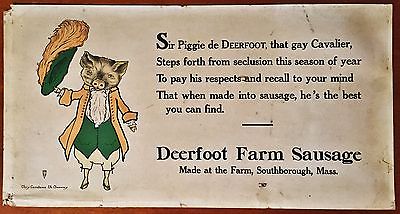 Sir Piggie de DEERFOOT, that gay Cavalier,
Steps forth from seclusion this season of year
To pay his respects and recall to your mind
That when made into sausage, he's the best
you can find.
Deerfoot Farm Sausage
Made at the Farm, Southborough, Mass.